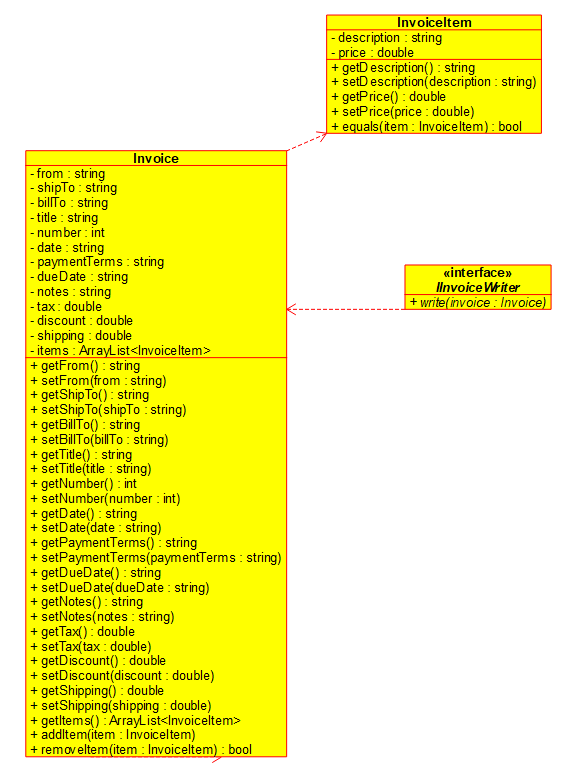 InvoiceItem
- description : string
- price : double
+ getDescription() : string
+ setDescription(description : string)
+ getPrice() : double
+ setPrice(price : double)
+ equals(item : InvoiceItem) : bool
Invoice
- from : string
- shipTo : string
- billTo : string
- title : string
- number : int
- date : string
- paymentTerms : string
- dueDate : string
- notes : string
- tax : double
- discount : double
- shipping : double
- items : ArrayList<InvoiceItem>
+ getFrom() : string
+ setFrom(from : string)
+ getShipTo() : string
+ setShipTo(shipTo : string)
+ getBillTo() : string
+ setBillTo(billTo : string)
+ getTitle() : string
+ setTitle(title : string)
+ getNumber() : int
+ setNumber(number : int)
+ getDate() : string
+ setDate(date : string)
+ getPaymentTerms() : string
+ setPaymentTerms(paymentTerms : string)
+ getDueDate() : string
+ setDueDate(dueDate : string)
+ getNotes() : string
+ setNotes(notes : string)
+ getTax() : double
+ setTax(tax : double)
+ getDiscount() : double
+ setDiscount(discount : double)
+ getShipping() : double
+ setShipping(shipping : double)
+ getItems() : ArrayList<InvoiceItem>
+ addItem(item : InvoiceItem)
+ removeItem(item : InvoiceItem) : bool
«interface»
IInvoiceWriter
+ write(invoice : Invoice)